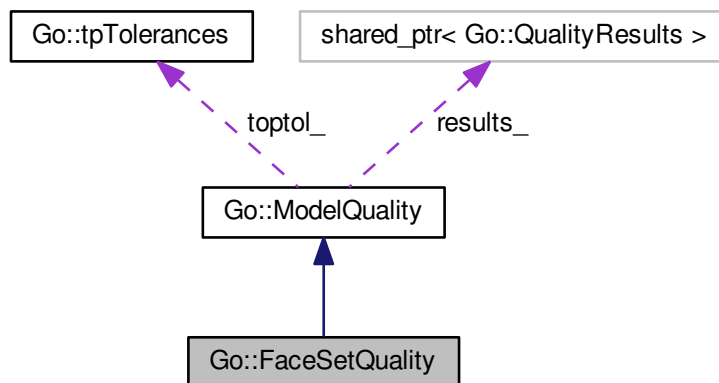 Go::tpTolerances
shared_ptr< Go::QualityResults >
toptol_
results_
Go::ModelQuality
Go::FaceSetQuality